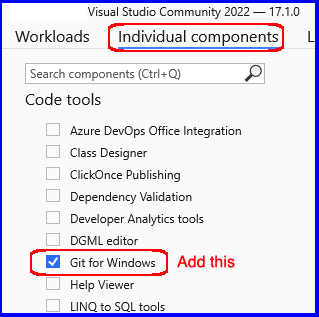 Visual Studio Community 2022 — 17.1.0
Workloads Individual components L
Search components (Ctrl+Q)
Code tools
Azure DevOps Office Integration
Class Designer
ClickOnce Publishing
Dependency Validation
Developer Analytics tools
DGML editor
Git for Windows Add this
Help Viewer
LINQ to SQL tools